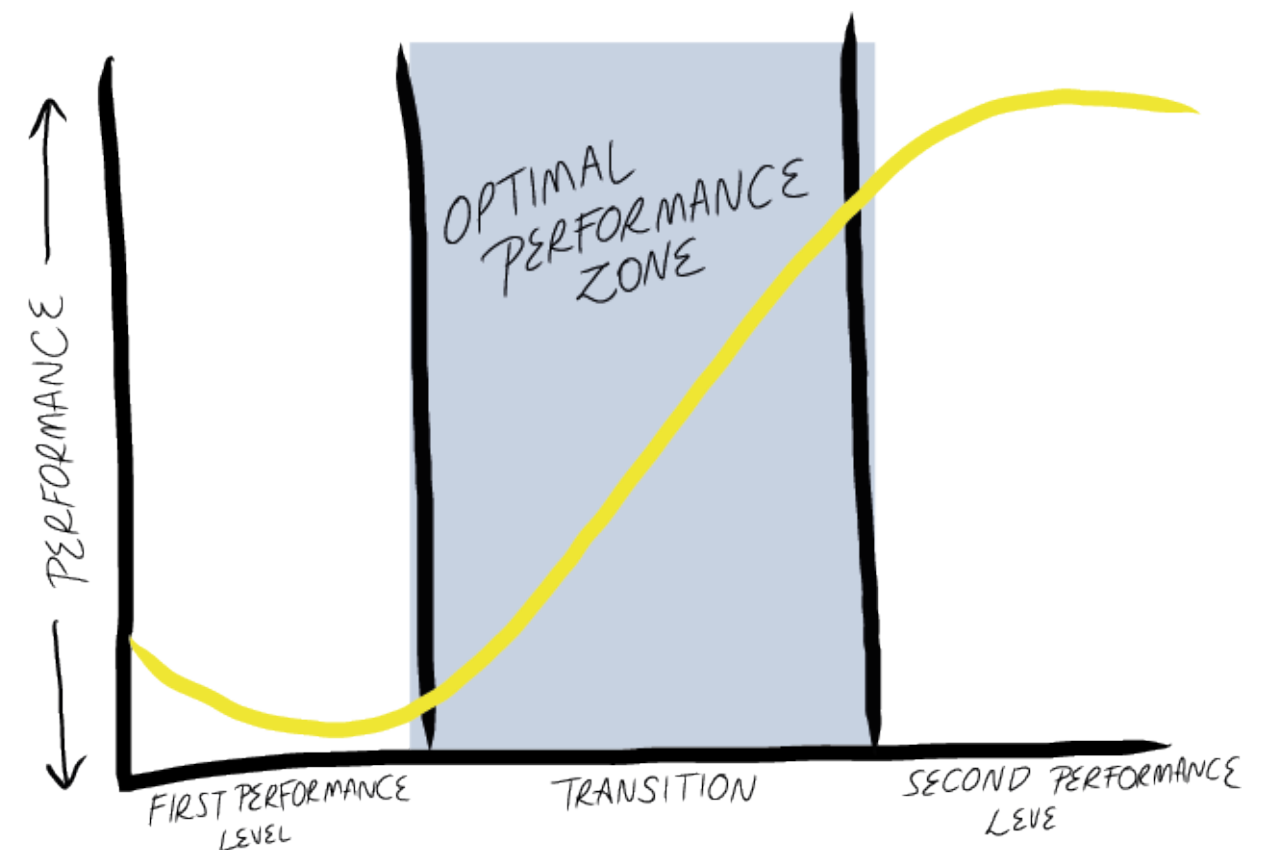 OPTIMAL
PERFORMANCE
ZONE
PERFORMANCE
FIRST PERFORMANCE
LEVEL
TRANSITION
SECOND PERFORMANCE
LEVE